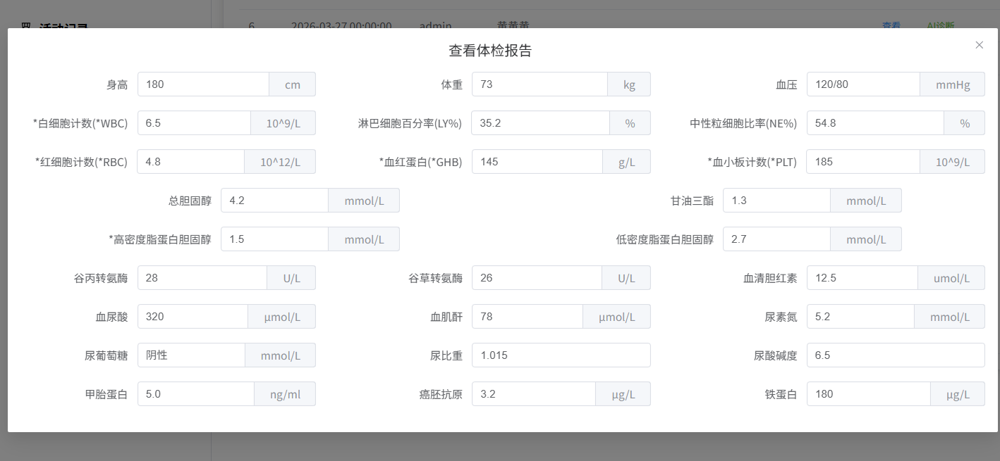 活动记录
6 2026-03-27 00:00:00 admin 黄黄黄 查看 AI诊断
查看体检报告
身高 180 cm 体重 73 kg 血压 120/80 mmHg
*白细胞计数(*WBC) 6.5 10^9/L 淋巴细胞百分率(LY%) 35.2 % 中性粒细胞比率(NE%) 54.8 %
*红细胞计数(*RBC) 4.8 10^12/L *血红蛋白(*GHB) 145 g/L *血小板计数(*PLT) 185 10^9/L
总胆固醇 4.2 mmol/L 甘油三酯 1.3 mmol/L
*高密度脂蛋白胆固醇 1.5 mmol/L 低密度脂蛋白胆固醇 2.7 mmol/L
谷丙转氨酶 28 U/L 谷草转氨酶 26 U/L 血清胆红素 12.5 umol/L
血尿酸 320 μmol/L 血肌酐 78 μmol/L 尿素氮 5.2 mmol/L
尿葡萄糖 阴性 mmol/L 尿比重 1.015 尿酸碱度 6.5
甲胎蛋白 5.0 ng/ml 癌胚抗原 3.2 μg/L 铁蛋白 180 μg/L